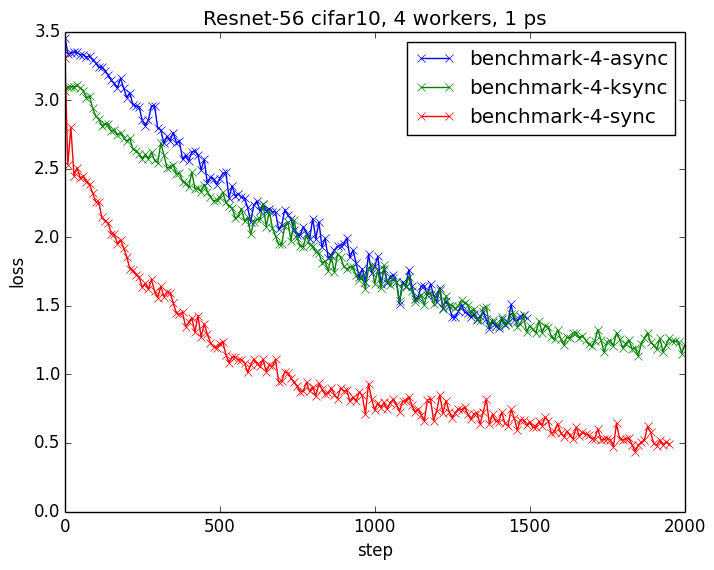 Resnet-56 cifar10, 4 workers, 1 ps
benchmark-4-async
benchmark-4-ksync
benchmark-4-sync
loss
3.5
3.0
2.5
2.0
1.5
1.0
0.5
0.0
0 500 1000 1500 2000
step